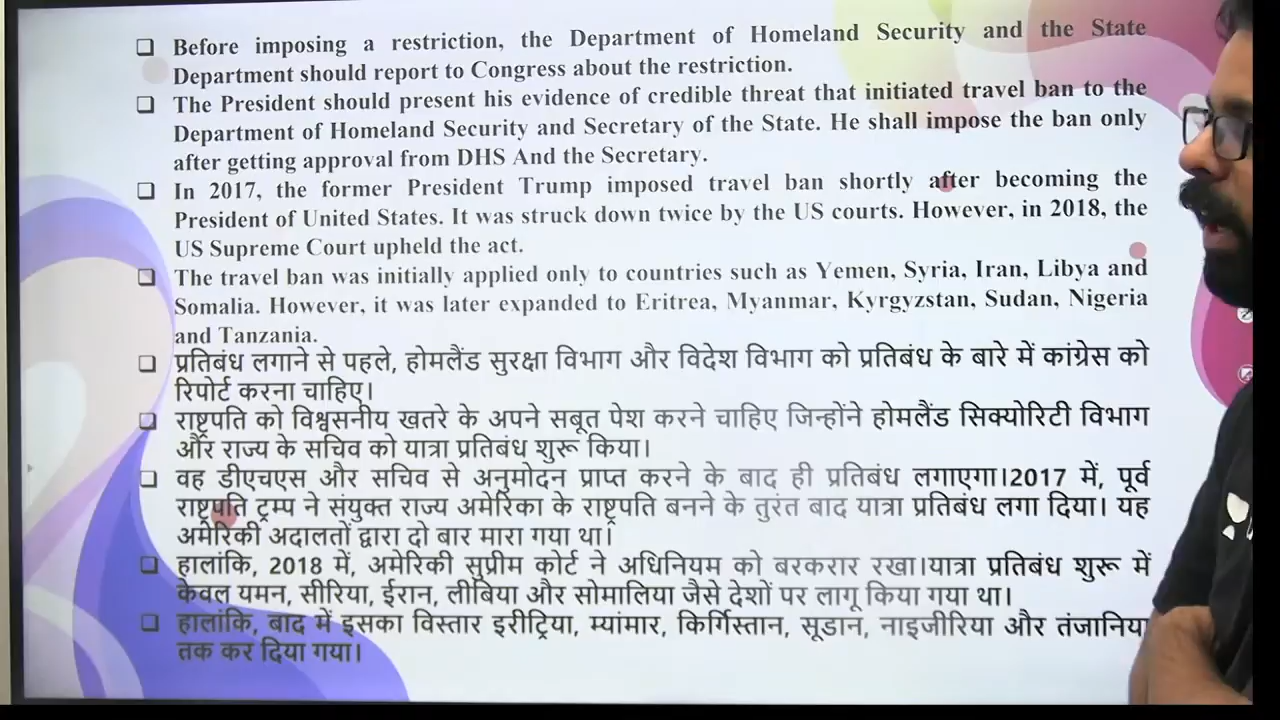 Before imposing a restriction, the Department of Homeland Security and the State
Department should report to Congress about the restriction.
The President should present his evidence of credible threat that initiated travel ban to the
Department of Homeland Security and Secretary of the State. He shall impose the ban only
after getting approval from DHS And the Secretary.
In 2017, the former President Trump imposed travel ban shortly after becoming the
President of United States. It was struck down twice by the US courts. However, in 2018, the
US Supreme Court upheld the act.
The travel ban was initially applied only to countries such as Yemen, Syria, Iran, Libya and
Somalia. However, it was later expanded to Eritrea, Myanmar, Kyrgyzstan, Sudan, Nigeria
and Tanzania.
प्रतिबंध लगाने से पहले, होमलैंड सुरक्षा विभाग और विदेश विभाग को प्रतिबंध के बारे में कांग्रेस को
रिपोर्ट करना चाहिए।
राष्ट्रपति को विश्वसनीय खतरे के अपने सबूत पेश करने चाहिए जिन्होंने होमलैंड सिक्योरिटी विभाग
और राज्य के सचिव को यात्रा प्रतिबंध शुरू किया।
वह डीएचएस और सचिव से अनुमोदन प्राप्त करने के बाद ही प्रतिबंध लगाएगा।2017 में, पूर्व
राष्ट्रपति ट्रम्प ने संयुक्त राज्य अमेरिका के राष्ट्रपति बनने के तुरंत बाद यात्रा प्रतिबंध लगा दिया। यह
अमेरिकी अदालतों द्वारा दो बार मारा गया था।
हालांकि, 2018 में, अमेरिकी सुप्रीम कोर्ट ने अधिनियम को बरकरार रखा।यात्रा प्रतिबंध शुरू में
केवल यमन, सीरिया, ईरान, लीबिया और सोमालिया जैसे देशों पर लागू किया गया था।
हालांकि, बाद में इसका विस्तार इरीट्रिया, म्यांमार, किर्गिस्तान, सूडान, नाइजीरिया और तंजानिया
तक कर दिया गया।